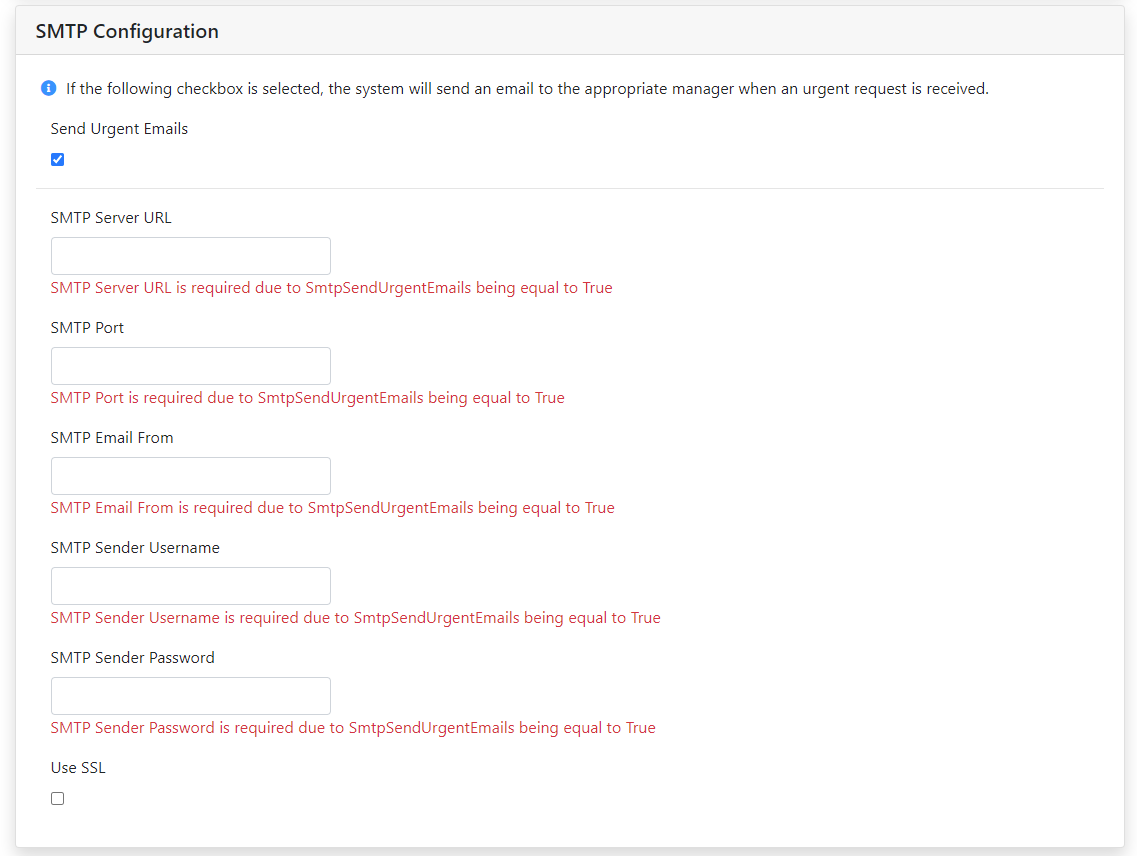 SMTP Configuration
If the following checkbox is selected, the system will send an email to the appropriate manager when an urgent request is received.
Send Urgent Emails
SMTP Server URL
SMTP Server URL is required due to SmtpSendUrgentEmails being equal to True
SMTP Port
SMTP Port is required due to SmtpSendUrgentEmails being equal to True
SMTP Email From
SMTP Email From is required due to SmtpSendUrgentEmails being equal to True
SMTP Sender Username
SMTP Sender Username is required due to SmtpSendUrgentEmails being equal to True
SMTP Sender Password
SMTP Sender Password is required due to SmtpSendUrgentEmails being equal to True
Use SSL